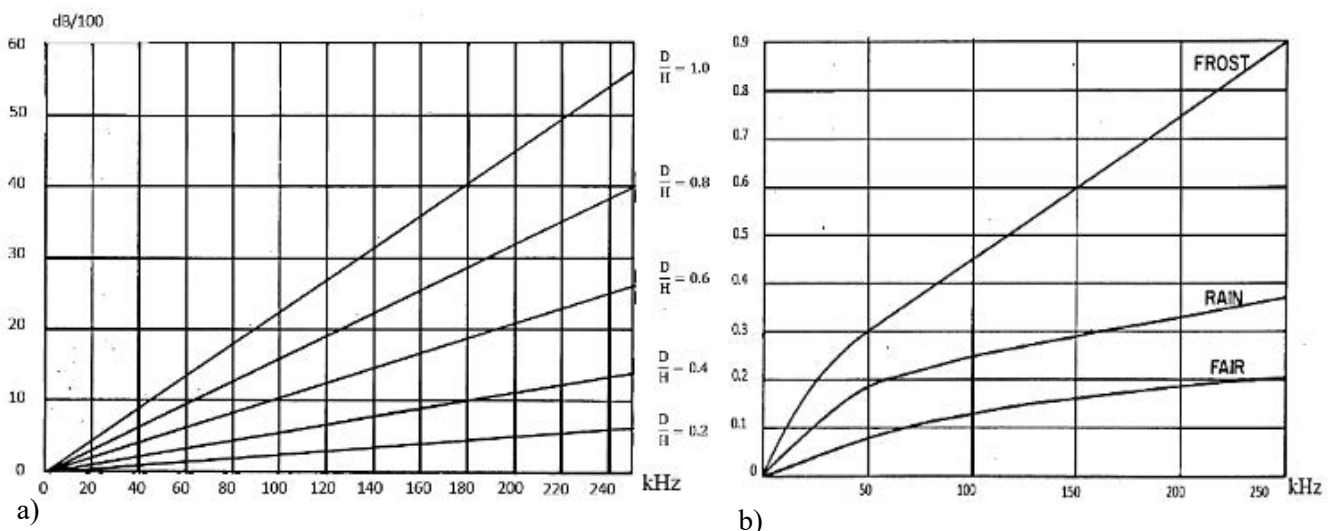 dB/100
60
50
40
30
20
10
0
0 20 40 60 80 100 120 140 160 180 200 220 240 kHz
D/H = 1.0
D/H = 0.8
D/H = 0.6
D/H = 0.4
D/H = 0.2
a)
0.9
0.8
0.7
0.6
0.5
0.4
0.3
0.2
0.1
0
50 100 150 200 250 kHz
FROST
RAIN
FAIR
b)